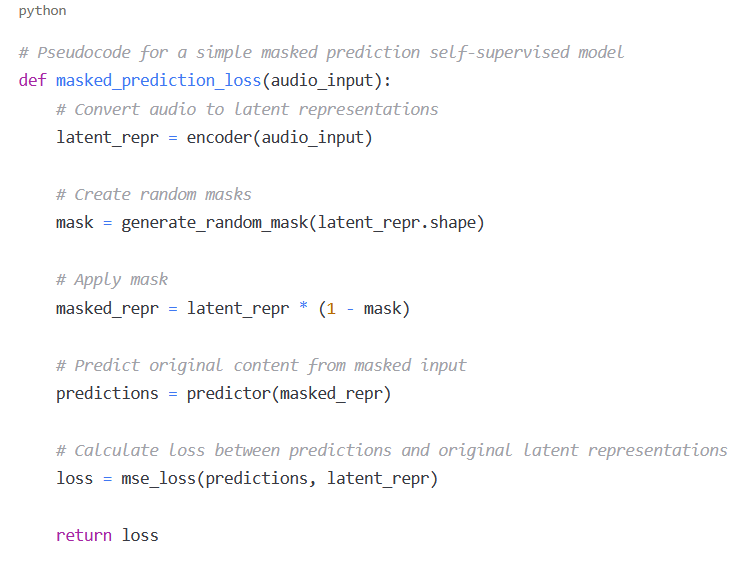 python
# Pseudocode for a simple masked prediction self-supervised model
def masked_prediction_loss(audio_input):
    # Convert audio to latent representations
    latent_repr = encoder(audio_input)
    # Create random masks
    mask = generate_random_mask(latent_repr.shape)
    # Apply mask
    masked_repr = latent_repr * (1 - mask)
    # Predict original content from masked input
    predictions = predictor(masked_repr)
    # Calculate loss between predictions and original latent representations
    loss = mse_loss(predictions, latent_repr)
    return loss